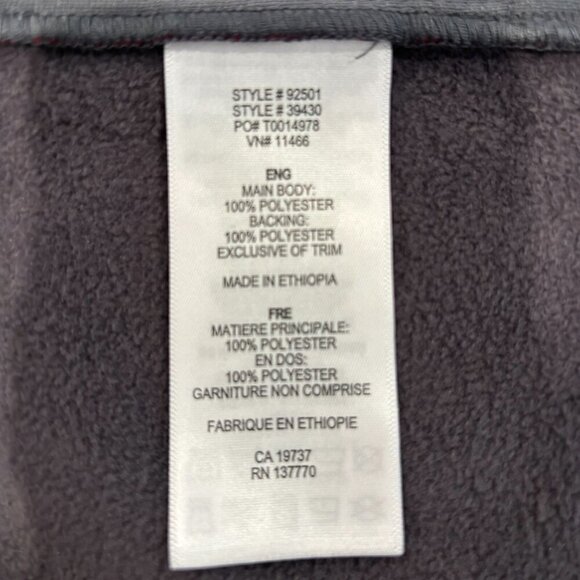 STYLE # 92501
STYLE # 39430
PO# T0014978
VN# 11466
ENG
MAIN BODY:
100% POLYESTER
BACKING:
100% POLYESTER
EXCLUSIVE OF TRIM
MADE IN ETHIOPIA
FRE
MATIERE PRINCIPALE:
100% POLYESTER
EN DOS:
100% POLYESTER
GARNITURE NON COMPRISE
FABRIQUE EN ETHIOPIE
CA 19737
RN 137770